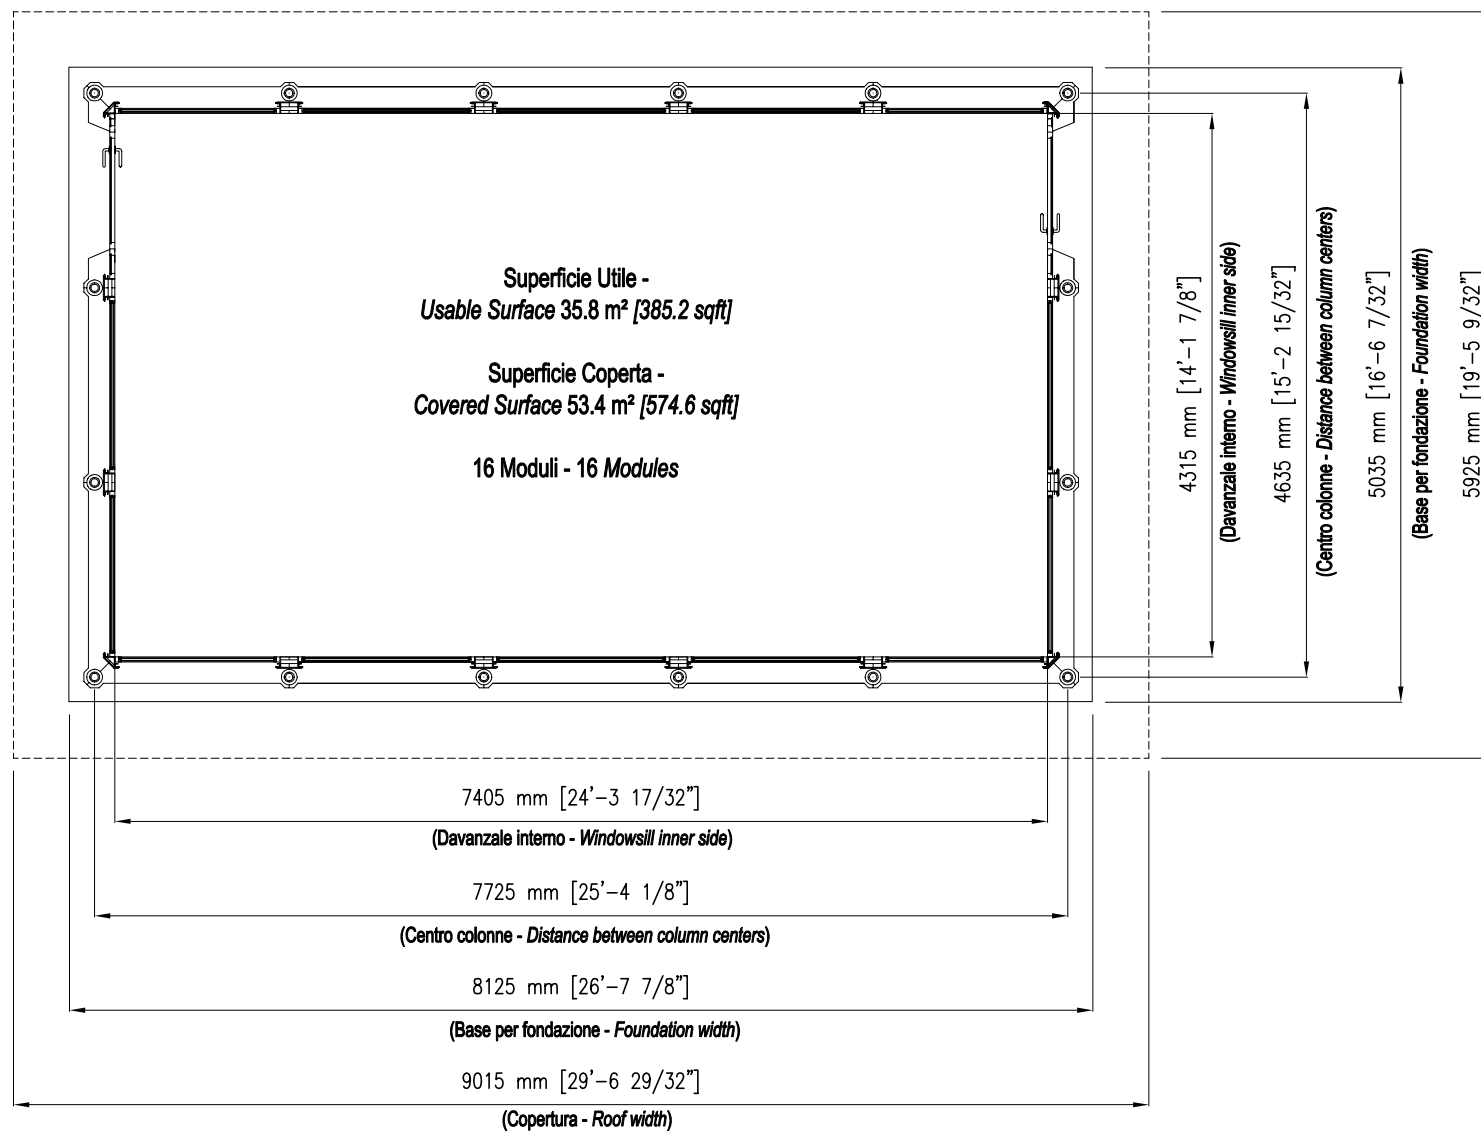 Superficie Utile -
Usable Surface 35.8 m² [385.2 sqft]
Superficie Coperta -
Covered Surface 53.4 m² [574.6 sqft]
16 Moduli - 16 Modules
4315 mm [14'-1 7/8"]
(Davanzale interno - Windowsill inner side)
4635 mm [15'-2 15/32"]
(Centro colonne - Distance between column centers)
5035 mm [16'-6 7/32"]
(Base per fondazione - Foundation width)
5925 mm [19'-5 9/32"]
7405 mm [24'-3 17/32"]
(Davanzale interno - Windowsill inner side)
7725 mm [25'-4 1/8"]
(Centro colonne - Distance between column centers)
8125 mm [26'-7 7/8"]
(Base per fondazione - Foundation width)
9015 mm [29'-6 29/32"]
(Copertura - Roof width)